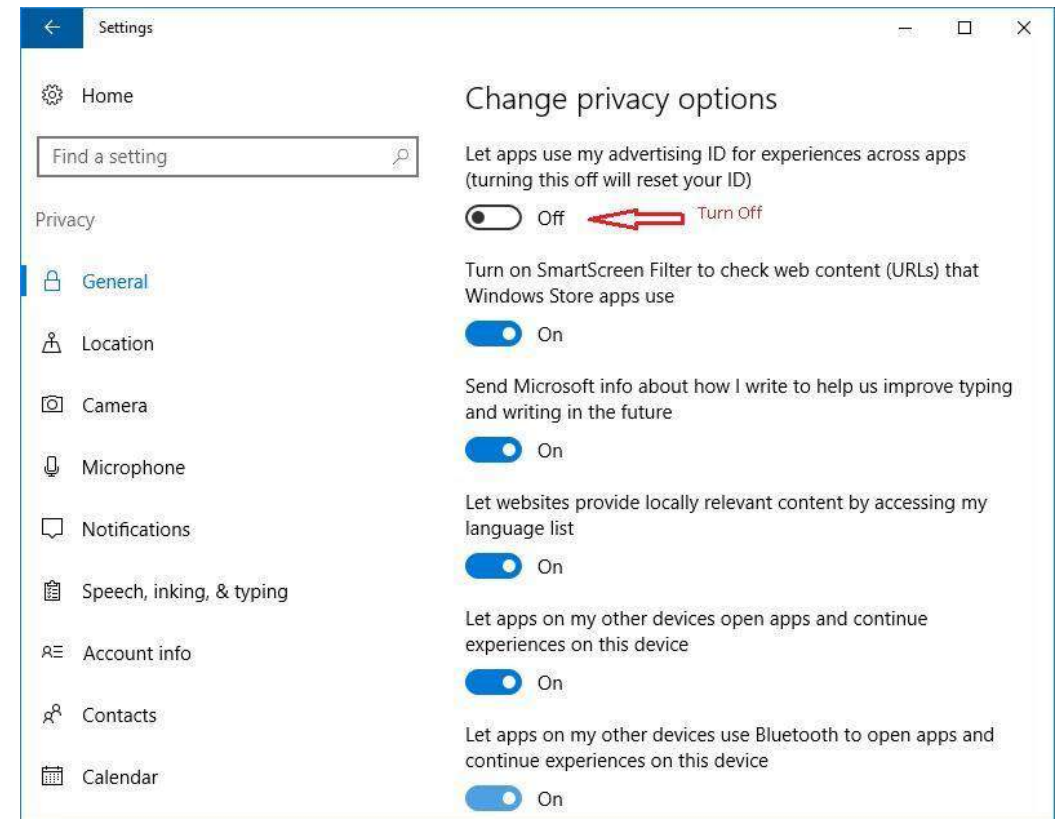 Settings
Home
Find a setting
Privacy
General
Location
Camera
Microphone
Notifications
Speech, inking, & typing
Account info
Contacts
Calendar
Change privacy options
Let apps use my advertising ID for experiences across apps
(turning this off will reset your ID)
Off
Turn Off
Turn on SmartScreen Filter to check web content (URLs) that
Windows Store apps use
On
Send Microsoft info about how I write to help us improve typing
and writing in the future
On
Let websites provide locally relevant content by accessing my
language list
On
Let apps on my other devices open apps and continue
experiences on this device
On
Let apps on my other devices use Bluetooth to open apps and
continue experiences on this device
On